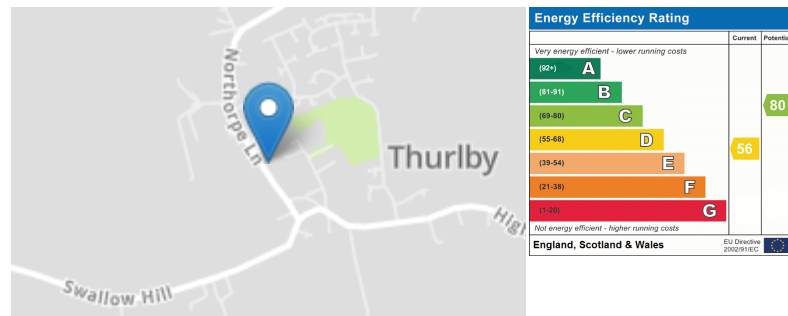 Northorpe Ln
Thurlby
High
Swallow Hill
Energy Efficiency Rating
Current Potentia
Very energy efficient - lower running costs
(92+) A
(81-91) B
(69-80) C
(55-68) D
(39-54) E
(21-38) F
(1-20) G
56
80
Not energy efficient - higher running costs
England, Scotland & Wales
EU Directive
2002/91/EC